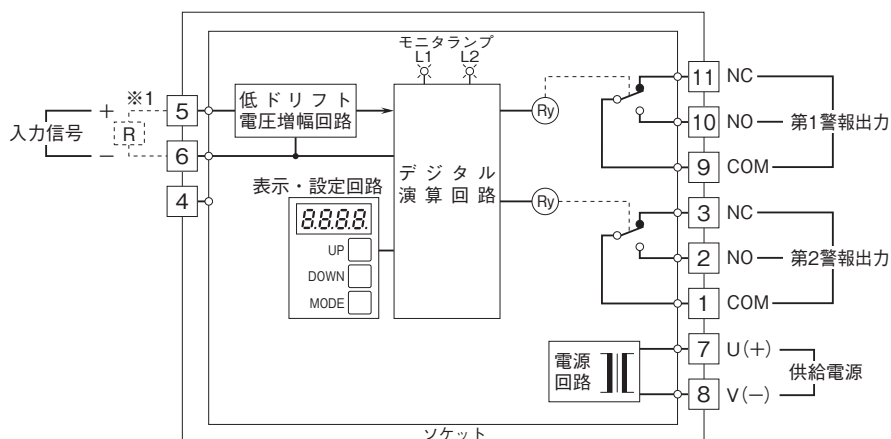 モニタランプ
L1 L2
※1
入力信号
+
−
R
5
6
4
低ドリフト
電圧増幅回路
表示・設定回路
8.8.8.8.
UP
DOWN
MODE
デジタル
演算回路
Ry
Ry
11 NC
10 NO
9 COM
第1警報出力
3 NC
2 NO
1 COM
第2警報出力
電源
回路
7 U(+)
8 V(−)
供給電源
ソケット